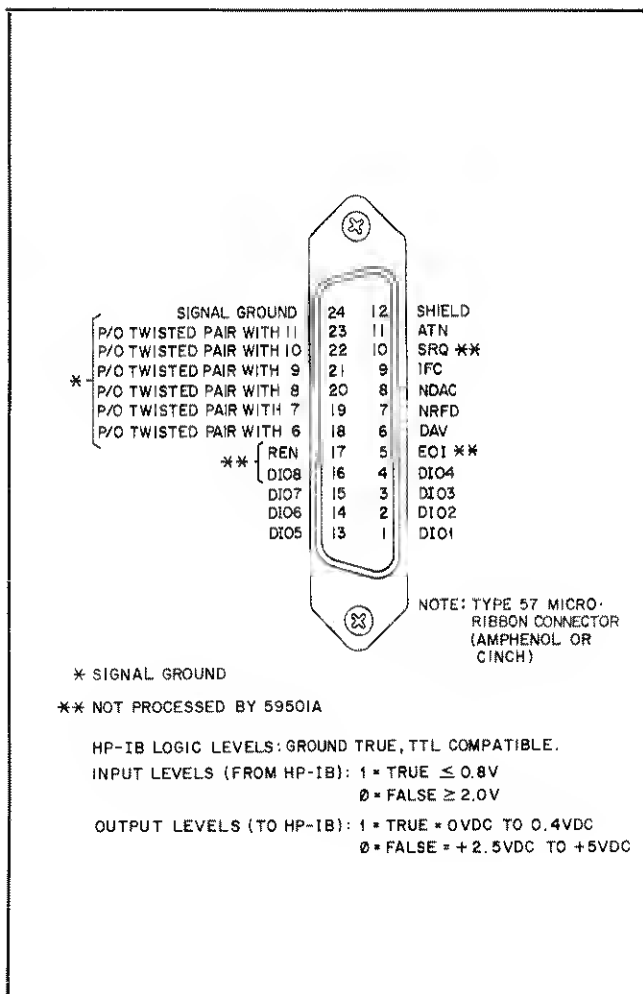 SIGNAL GROUND 24 12 SHIELD
P/O TWISTED PAIR WITH 11 23 11 ATN
P/O TWISTED PAIR WITH 10 22 10 SRQ **
* P/O TWISTED PAIR WITH 9 21 9 IFC
P/O TWISTED PAIR WITH 8 20 8 NDAC
P/O TWISTED PAIR WITH 7 19 7 NRFD
P/O TWISTED PAIR WITH 6 18 6 DAV
** REN 17 5 EOI **
DIO8 16 4 DIO4
DIO7 15 3 DIO3
DIO6 14 2 DIO2
DIO5 13 1 DIO1
NOTE: TYPE 57 MICRO-
RIBBON CONNECTOR
(AMPHENOL OR
CINCH)
* SIGNAL GROUND
** NOT PROCESSED BY 59501A
HP-IB LOGIC LEVELS: GROUND TRUE, TTL COMPATIBLE.
INPUT LEVELS (FROM HP-IB): 1 = TRUE ≤ 0.8V
Ø = FALSE ≥ 2.0V
OUTPUT LEVELS (TO HP-IB): 1 = TRUE = 0VDC TO 0.4VDC
Ø = FALSE = +2.5VDC TO +5VDC